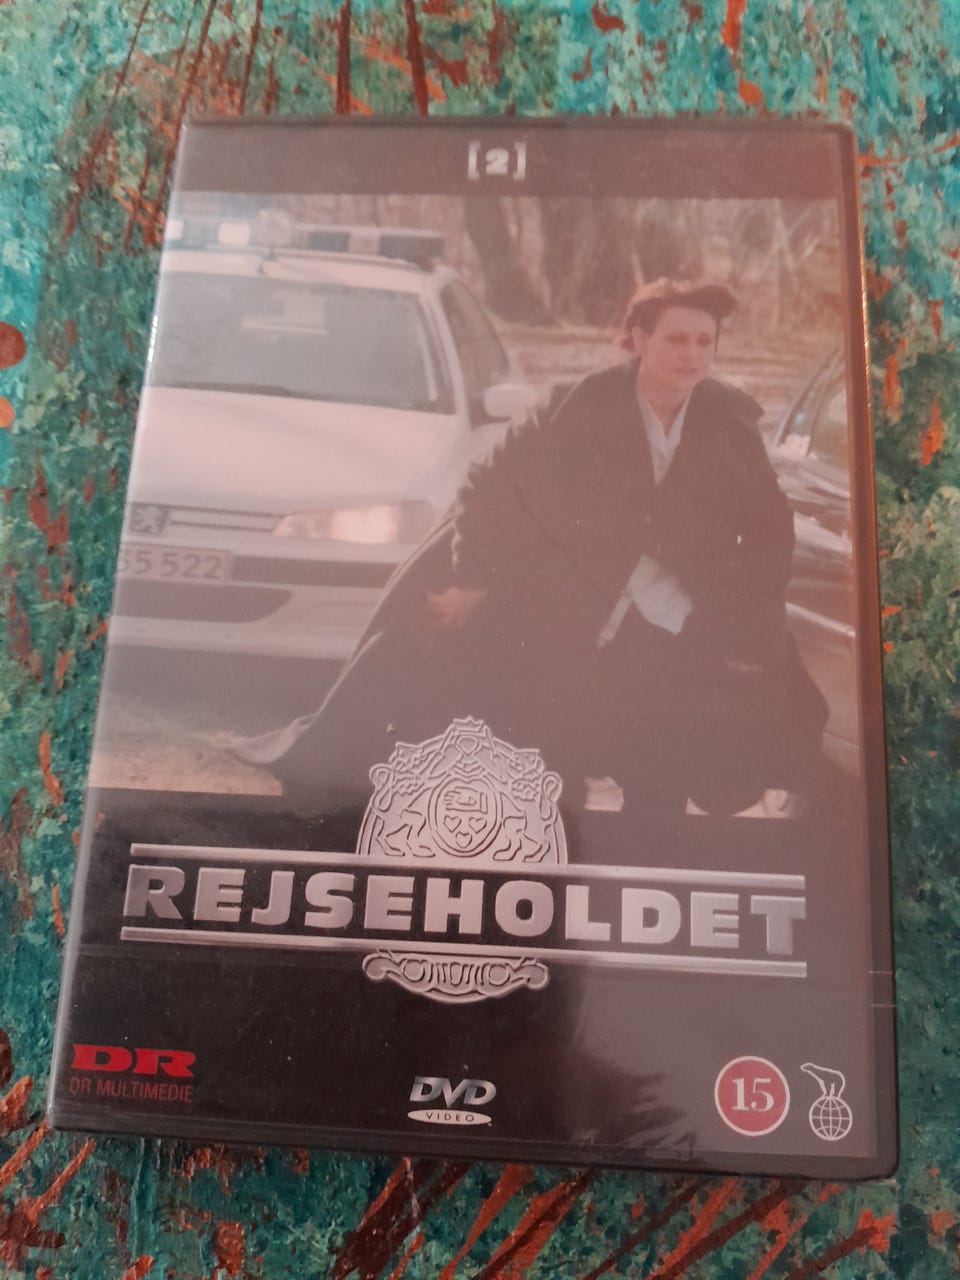 [2]
55 522
REJSEHOLDET
DR
DR MULTIMEDIE
DVD
VIDEO
15